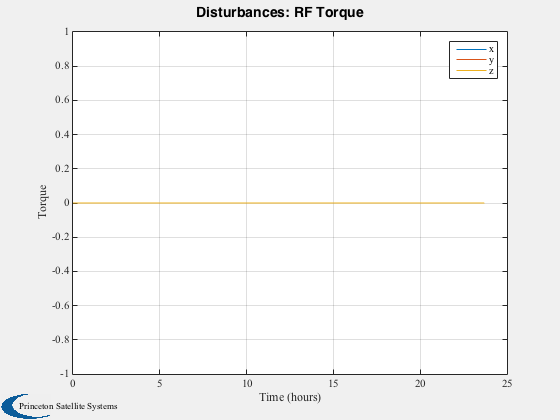 Disturbances: RF Torque
x
y
z
1
0.8
0.6
0.4
0.2
0
-0.2
-0.4
-0.6
-0.8
-1
Torque
0 5 10 15 20 25
Time (hours)
Princeton Satellite Systems